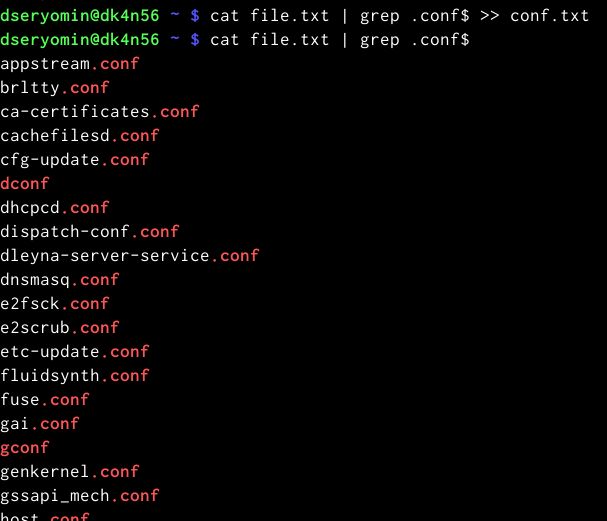 dseryomin@dk4n56 ~ $ cat file.txt | grep .conf$ >> conf.txt
dseryomin@dk4n56 ~ $ cat file.txt | grep .conf$
appstream.conf
brltty.conf
ca-certificates.conf
cachefilesd.conf
cfg-update.conf
dconf
dhcpcd.conf
dispatch-conf.conf
dleyna-server-service.conf
dnsmasq.conf
e2fsck.conf
e2scrub.conf
etc-update.conf
fluidsynth.conf
fuse.conf
gai.conf
gconf
genkernel.conf
gssapi_mech.conf
host.conf